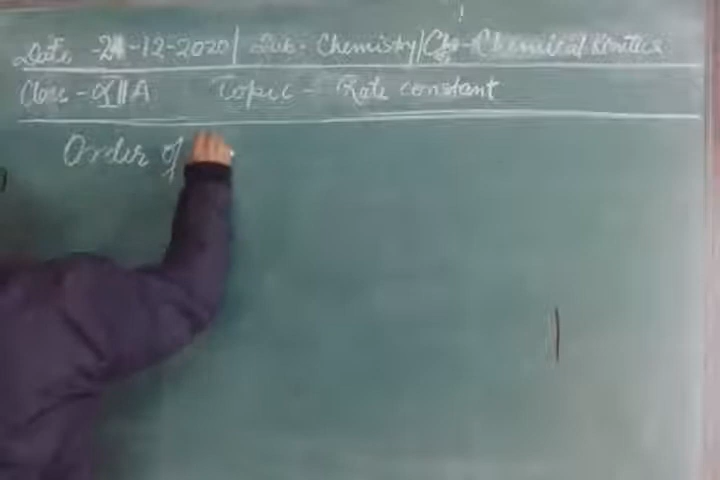 Date -24-12-2020| Sub - Chemistry/Ch- Chemical Kinetics
Class - XII A Topic - Rate constant
Order of